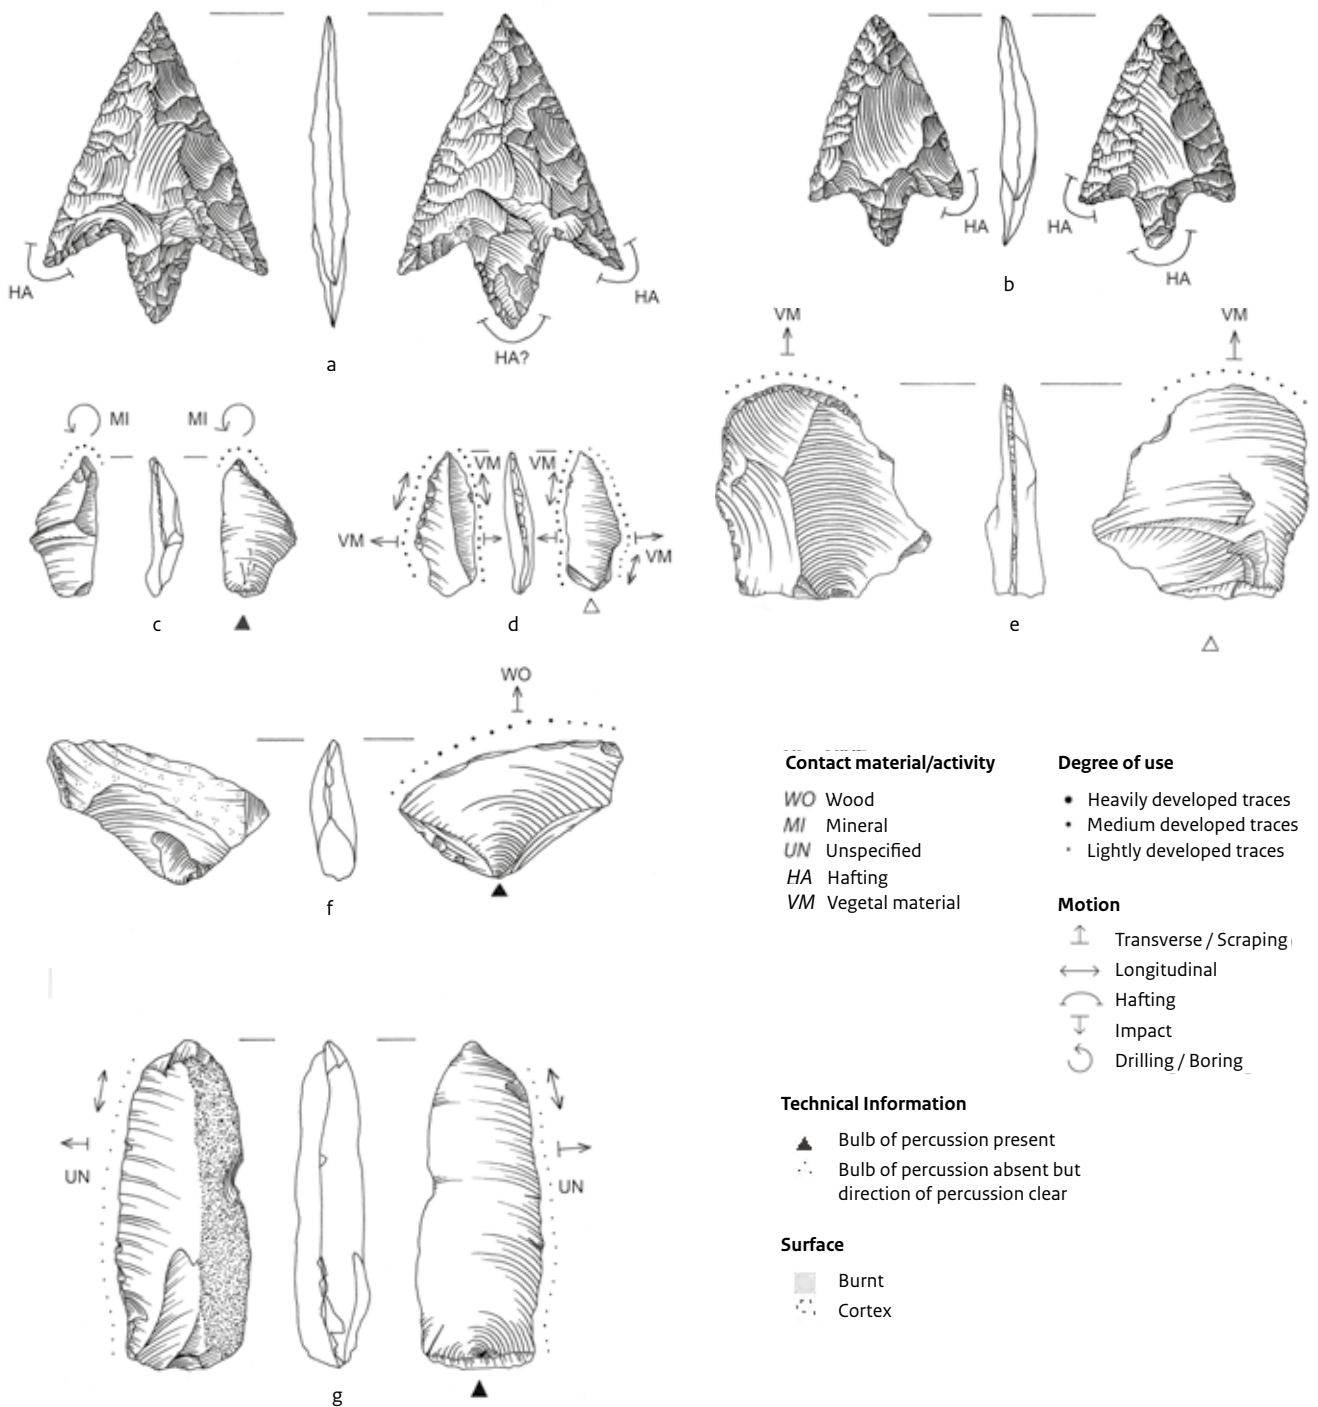 HA
HA
HA?
a
HA
HA
HA
b
MI
MI
c
VM
VM
VM
VM
d
VM
VM
e
WO
f
UN
UN
g
Contact material/activity
WO Wood
MI Mineral
UN Unspecified
HA Hafting
VM Vegetal material
Degree of use
Heavily developed traces
Medium developed traces
Lightly developed traces
Motion
Transverse / Scraping
Longitudinal
Hafting
Impact
Drilling / Boring
Technical Information
Bulb of percussion present
Bulb of percussion absent but
direction of percussion clear
Surface
Burnt
Cortex